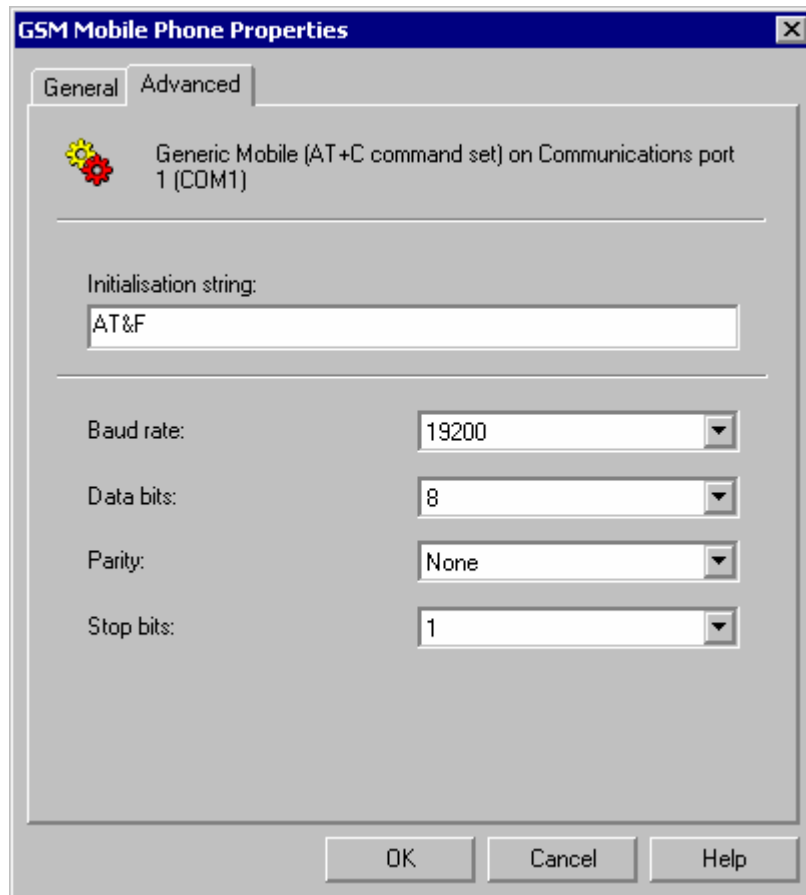 GSM Mobile Phone Properties
General
Advanced
Generic Mobile (AT+C command set) on Communications port
1 (COM1)
Initialisation string:
AT&F
Baud rate:
19200
Data bits:
8
Parity:
None
Stop bits:
1
OK
Cancel
Help